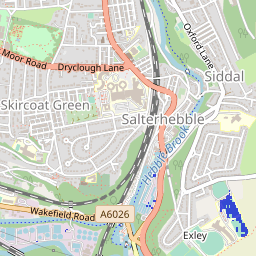 Oxford Lane
Moor Road
Dryclough Lane
Siddal
Skircoat Green
Salterhebble
Hebble Brook
A6026
Wakefield Road
Exley